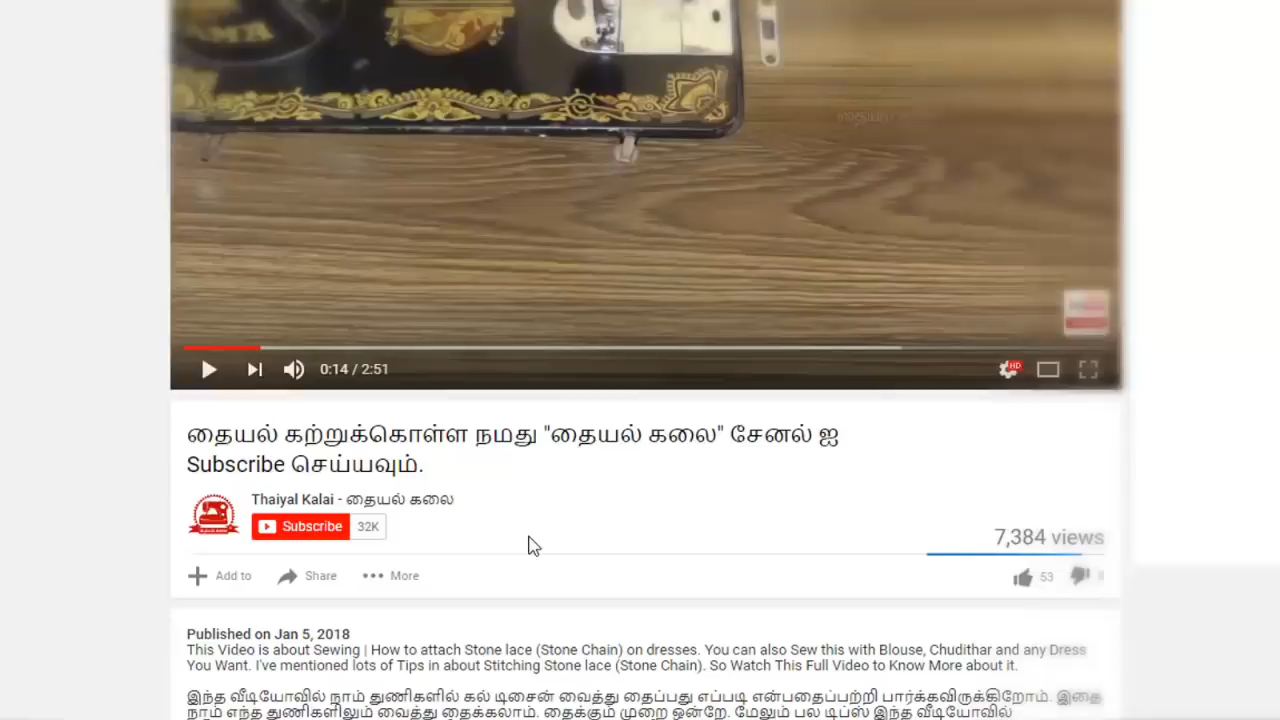 HD
0:14 / 2:51
தையல் கற்றுக்கொள்ள நமது "தையல் கலை" சேனல் ஐ
Subscribe செய்யவும்.
Thaiyal Kalai - தையல் கலை
Subscribe 32K
7,384 views
Add to Share More
53
Published on Jan 5, 2018
This Video is about Sewing | How to attach Stone lace (Stone Chain) on dresses. You can also Sew this with Blouse, Chudithar and any Dress
You Want. I've mentioned lots of Tips in about Stitching Stone lace (Stone Chain). So Watch This Full Video to Know More about it.
இந்த வீடியோவில் நாம் துணிகளில் கல் டிசைன் வைத்து தைப்பது எப்படி என்பதைப்பற்றி பார்க்கவிருக்கிறோம். இதை
நாம் எந்த துணிகளிலும் வைத்து தைக்கலாம். தைக்கும் முறை ஒன்றே. மேலும் பல டிப்ஸ் இந்த வீடியோவில்